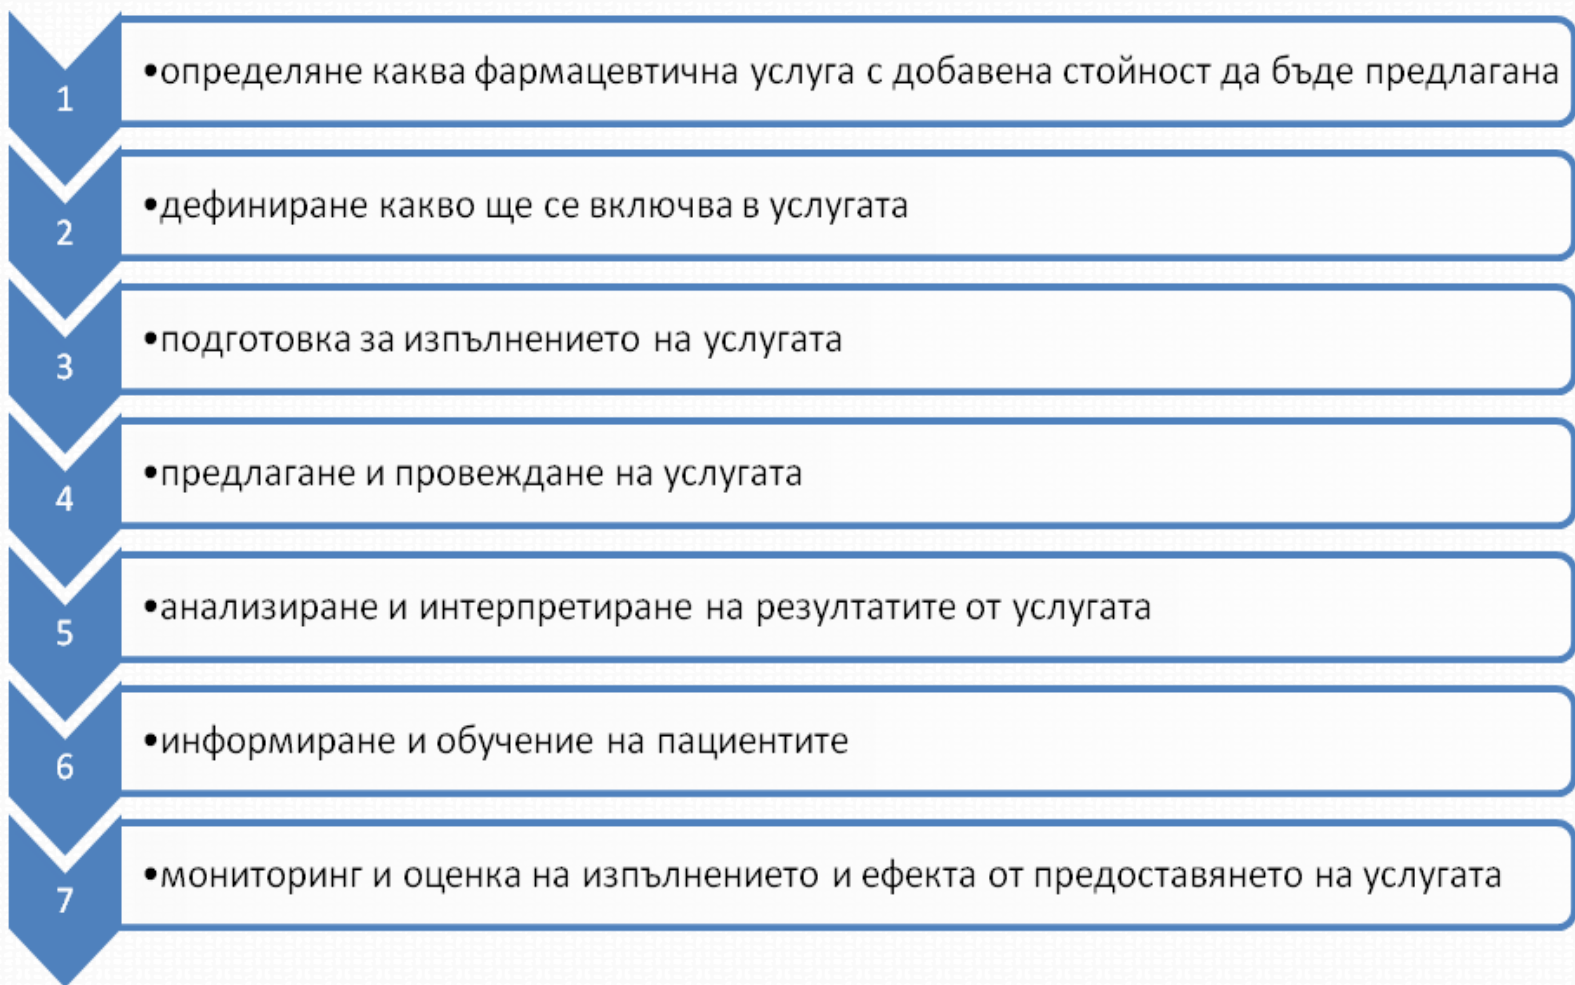 1
•определяне каква фармацевтична услуга с добавена стойност да бъде предлагана
2
•дефиниране какво ще се включва в услугата
3
•подготовка за изпълнението на услугата
4
•предлагане и провеждане на услугата
5
•анализиране и интерпретиране на резултатите от услугата
6
•информиране и обучение на пациентите
7
•мониторинг и оценка на изпълнението и ефекта от предоставянето на услугата